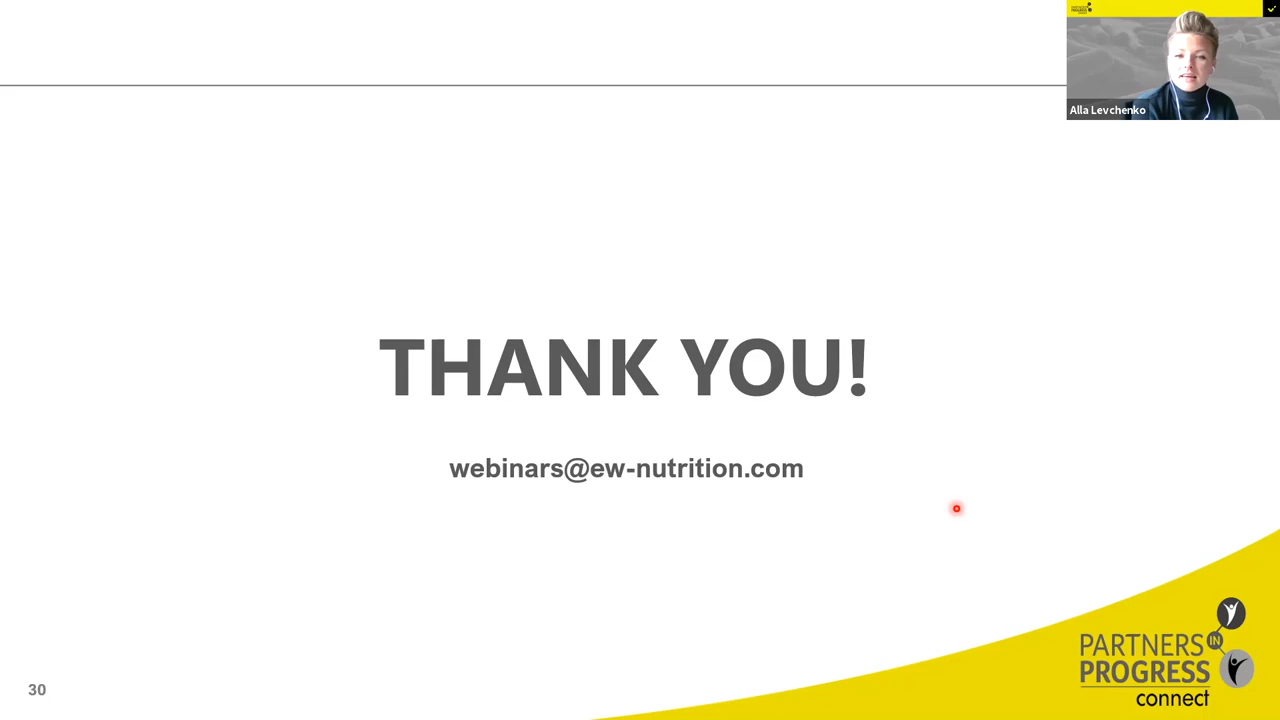 Alla Levchenko
THANK YOU!
webinars@ew-nutrition.com
PARTNERS
IN
PROGRESS
connect
30